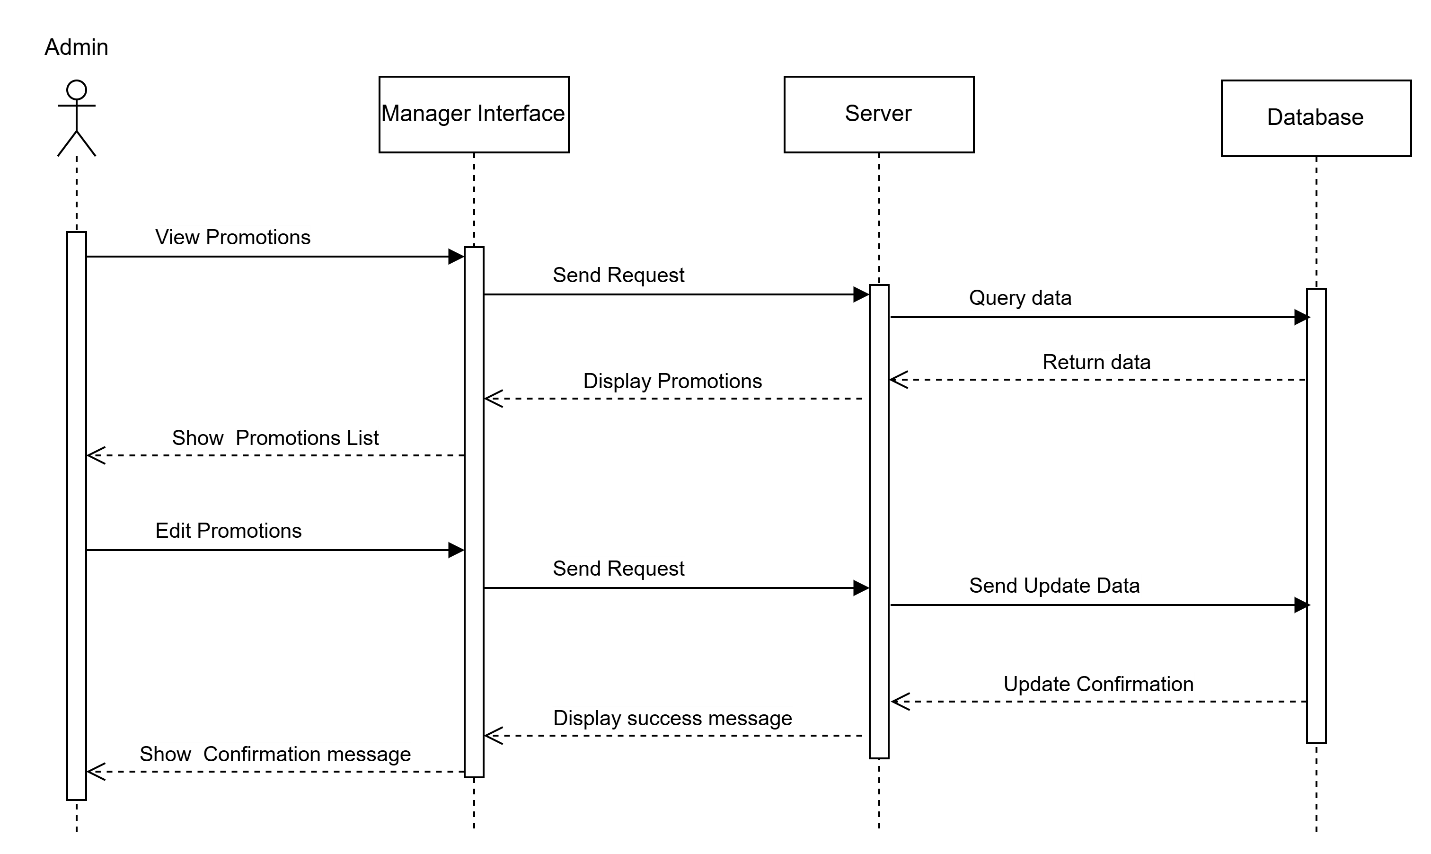 Admin
Manager Interface
Server
Database
View Promotions
Send Request
Query data
Return data
Display Promotions
Show  Promotions List
Edit Promotions
Send Request
Send Update Data
Update Confirmation
Display success message
Show  Confirmation message